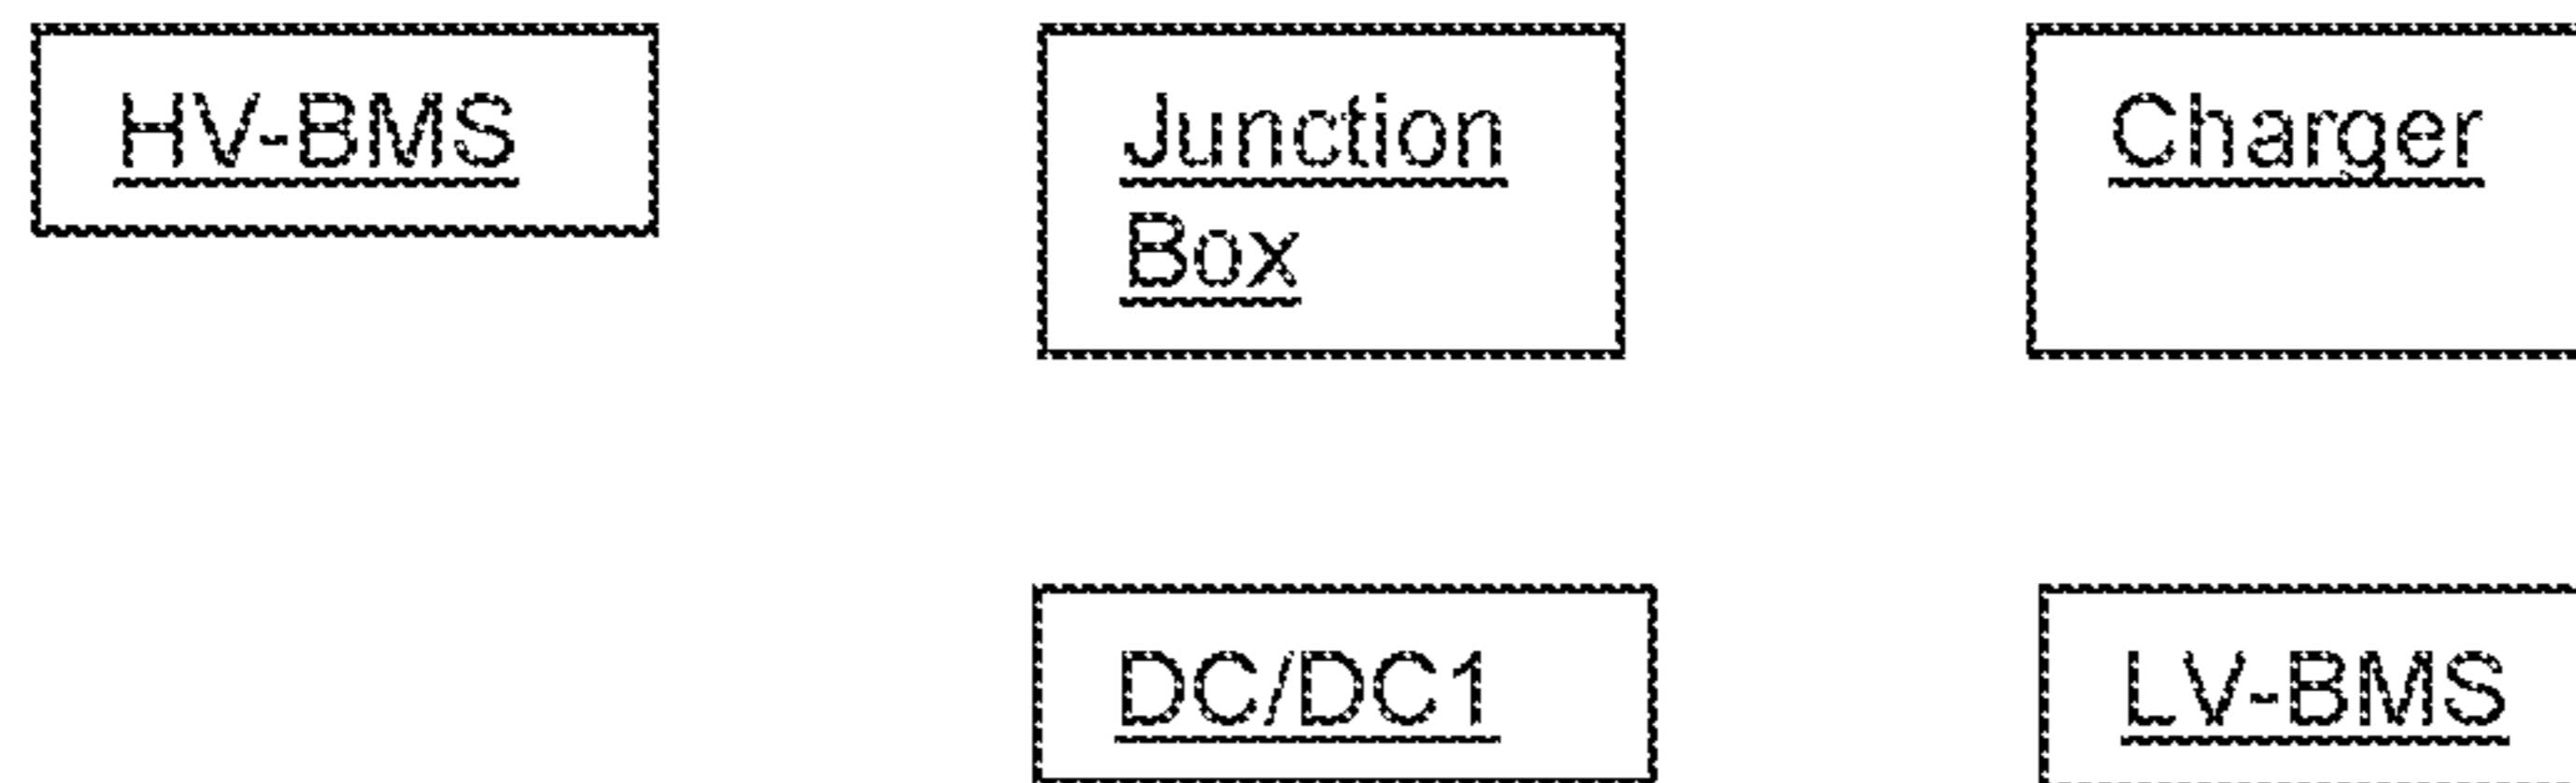 HV-BMS
Junction
Box
Charger
DC/DC1
LV-BMS